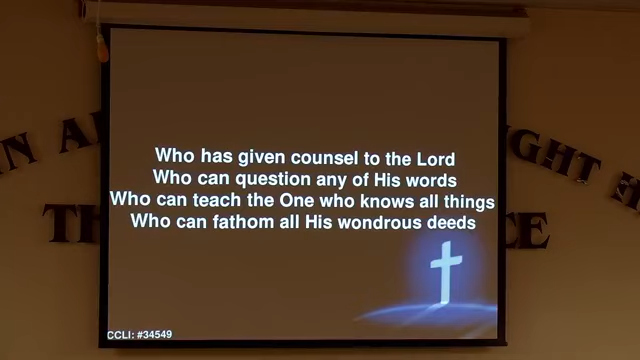 Who has given counsel to the Lord
Who can question any of His words
Who can teach the One who knows all things
Who can fathom all His wondrous deeds
CCLI: #34549